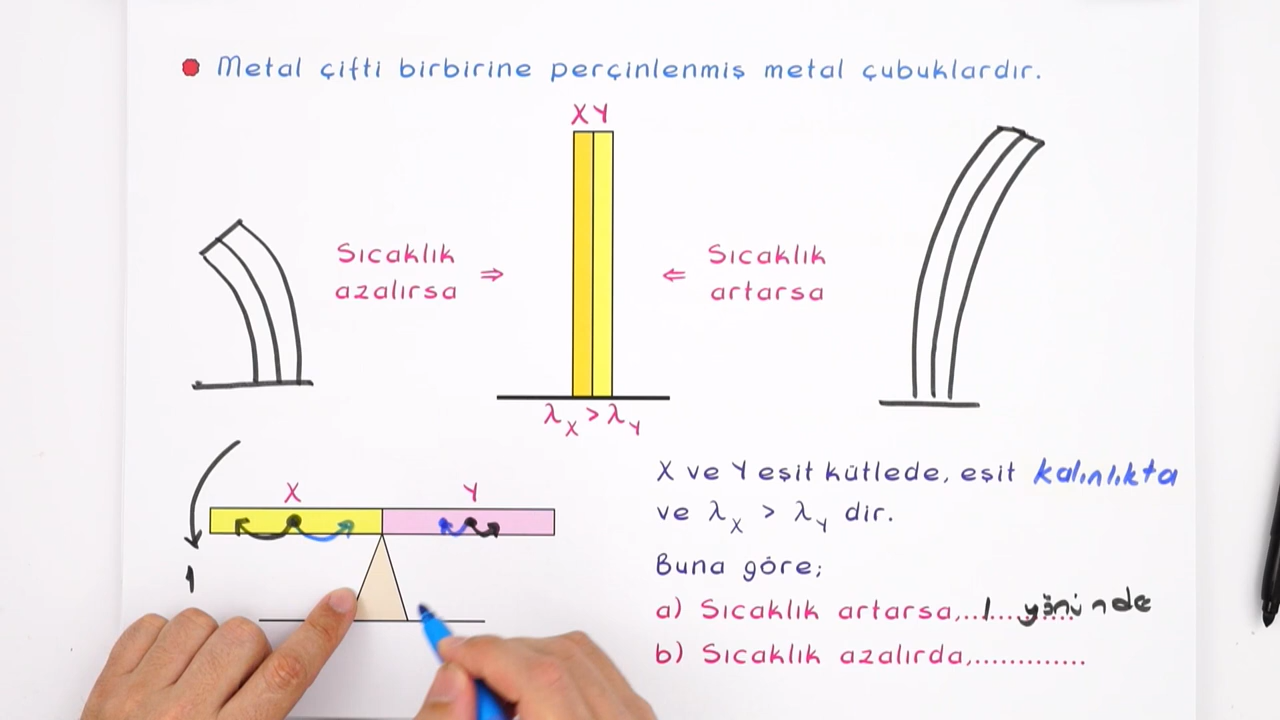 Metal çifti birbirine perçinlenmiş metal çubuklardır.
X Y
Sıcaklık
azalırsa ⇒
⇐ Sıcaklık
artarsa
λX > λY
X Y
1
X ve Y eşit kütlede, eşit kalınlıkta
ve λX > λY dir.
Buna göre;
a) Sıcaklık artarsa,..1...yönünde
b) Sıcaklık azalırda,.............